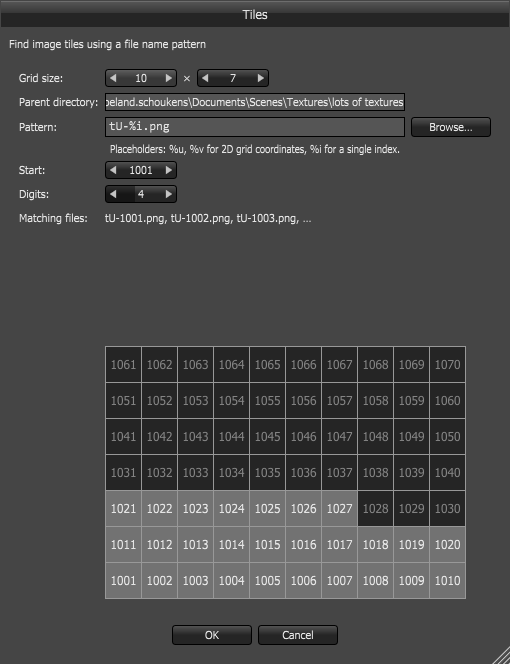 Tiles
Find image tiles using a file name pattern
Grid size: 10 × 7
Parent directory: peland.schoukens\Documents\Scenes\Textures\lots of textures
Pattern: tU-%i.png Browse...
Placeholders: %u, %v for 2D grid coordinates, %i for a single index.
Start: 1001
Digits: 4
Matching files: tU-1001.png, tU-1002.png, tU-1003.png, ...
1061 1062 1063 1064 1065 1066 1067 1068 1069 1070
1051 1052 1053 1054 1055 1056 1057 1058 1059 1060
1041 1042 1043 1044 1045 1046 1047 1048 1049 1050
1031 1032 1033 1034 1035 1036 1037 1038 1039 1040
1021 1022 1023 1024 1025 1026 1027 1028 1029 1030
1011 1012 1013 1014 1015 1016 1017 1018 1019 1020
1001 1002 1003 1004 1005 1006 1007 1008 1009 1010
OK Cancel